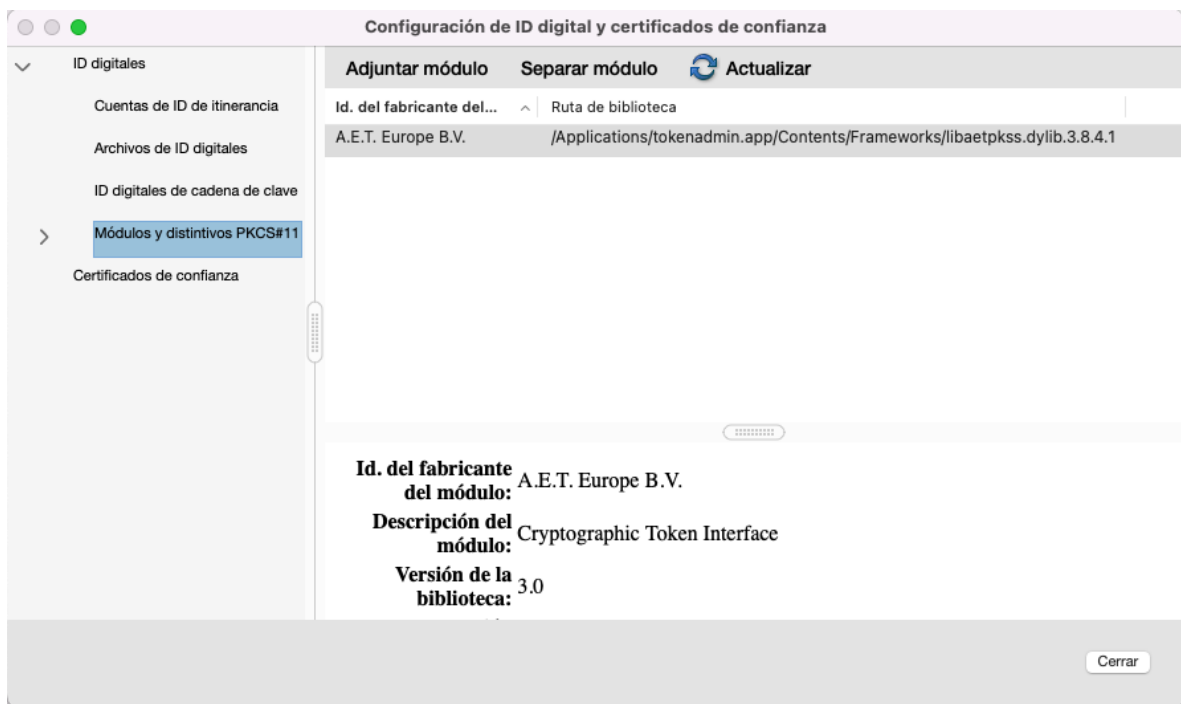 Configuración de ID digital y certificados de confianza
ID digitales
Cuentas de ID de itinerancia
Archivos de ID digitales
ID digitales de cadena de clave
Módulos y distintivos PKCS#11
Certificados de confianza
Adjuntar módulo Separar módulo Actualizar
Id. del fabricante del... Ruta de biblioteca
A.E.T. Europe B.V. /Applications/tokenadmin.app/Contents/Frameworks/libaetpkss.dylib.3.8.4.1
Id. del fabricante
del módulo: A.E.T. Europe B.V.
Descripción del
módulo: Cryptographic Token Interface
Versión de la
biblioteca: 3.0
Cerrar